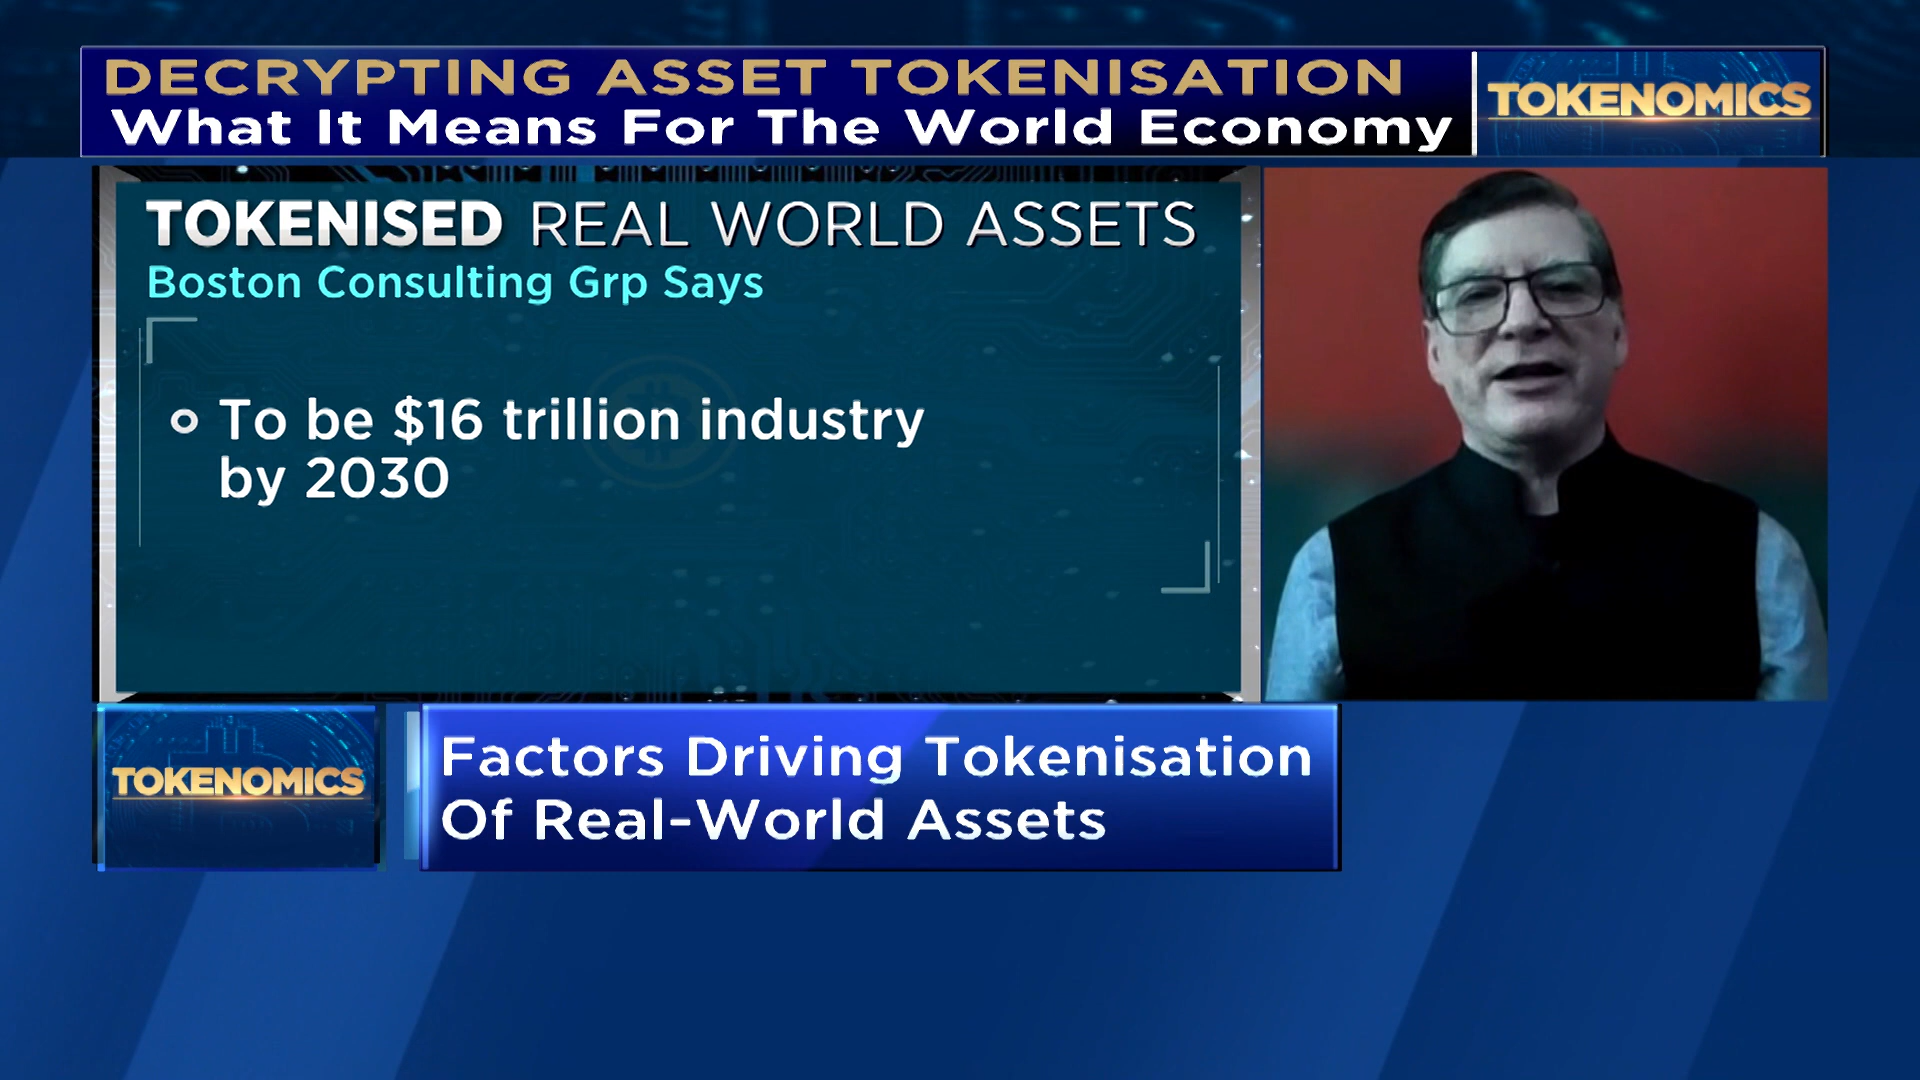 DECRYPTING ASSET TOKENISATION
What It Means For The World Economy
TOKENOMICS
TOKENISED REAL WORLD ASSETS
Boston Consulting Grp Says
To be $16 trillion industry
by 2030
TOKENOMICS
Factors Driving Tokenisation
Of Real-World Assets